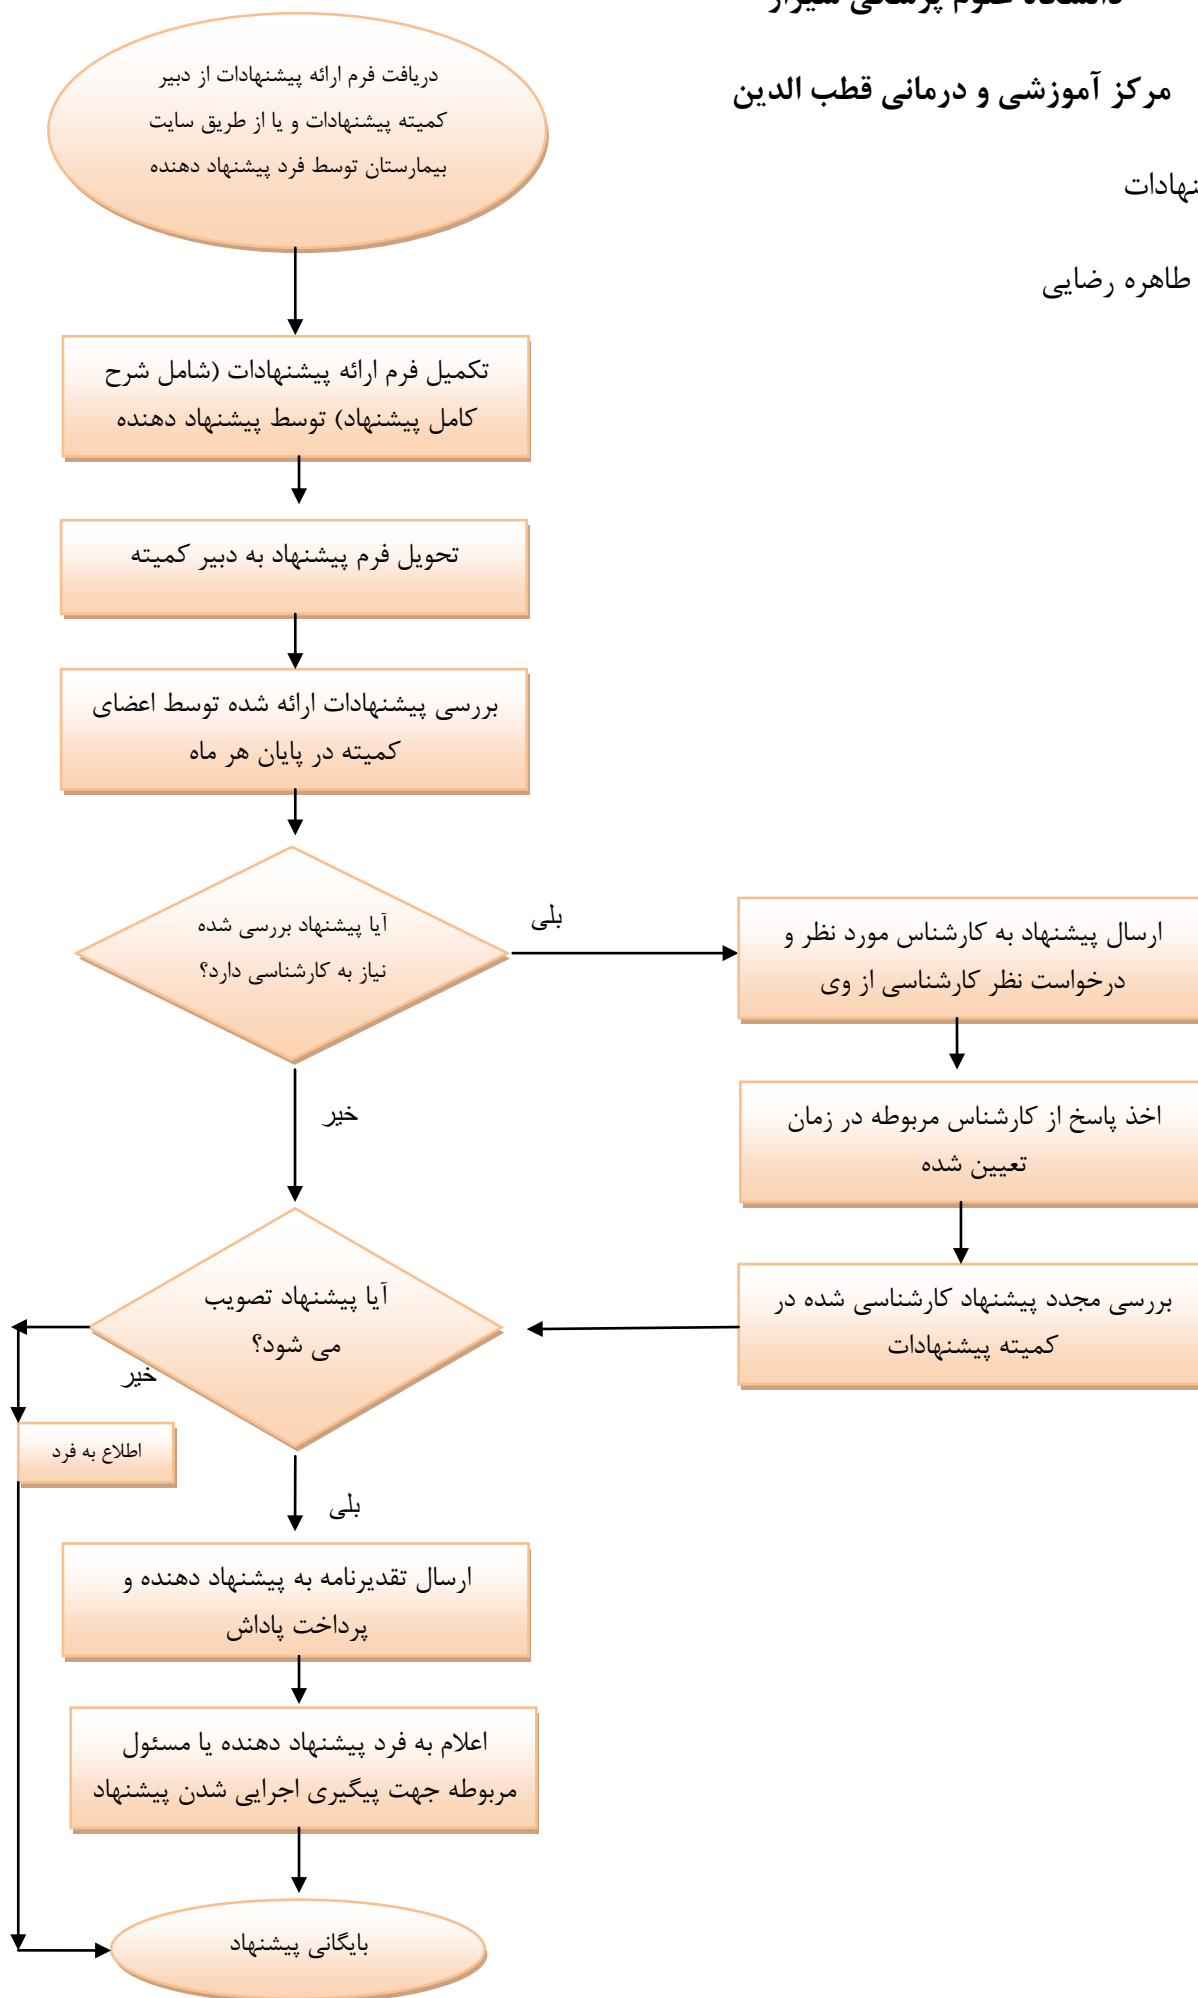 دانشگاه علوم پزشکی شیراز
مرکز آموزشی و درمانی قطب الدین
طاهره رضایی
دریافت فرم ارائه پیشنهادات از دبیر
کمیته پیشنهادات و یا از طریق سایت
بیمارستان توسط فرد پیشنهاد دهنده
تکمیل فرم ارائه پیشنهادات (شامل شرح
کامل پیشنهاد) توسط پیشنهاد دهنده
تحویل فرم پیشنهاد به دبیر کمیته
بررسی پیشنهادات ارائه شده توسط اعضای
کمیته در پایان هر ماه
آیا پیشنهاد بررسی شده
نیاز به کارشناسی دارد؟
بلی
ارسال پیشنهاد به کارشناس مورد نظر و
درخواست نظر کارشناسی از وی
خیر
اخذ پاسخ از کارشناس مربوطه در زمان
تعیین شده
بررسی مجدد پیشنهاد کارشناسی شده در
کمیته پیشنهادات
آیا پیشنهاد تصویب
می شود؟
خیر
اطلاع به فرد
بلی
ارسال تقدیرنامه به پیشنهاد دهنده و
پرداخت پاداش
اعلام به فرد پیشنهاد دهنده یا مسئول
مربوطه جهت پیگیری اجرایی شدن پیشنهاد
بایگانی پیشنهاد